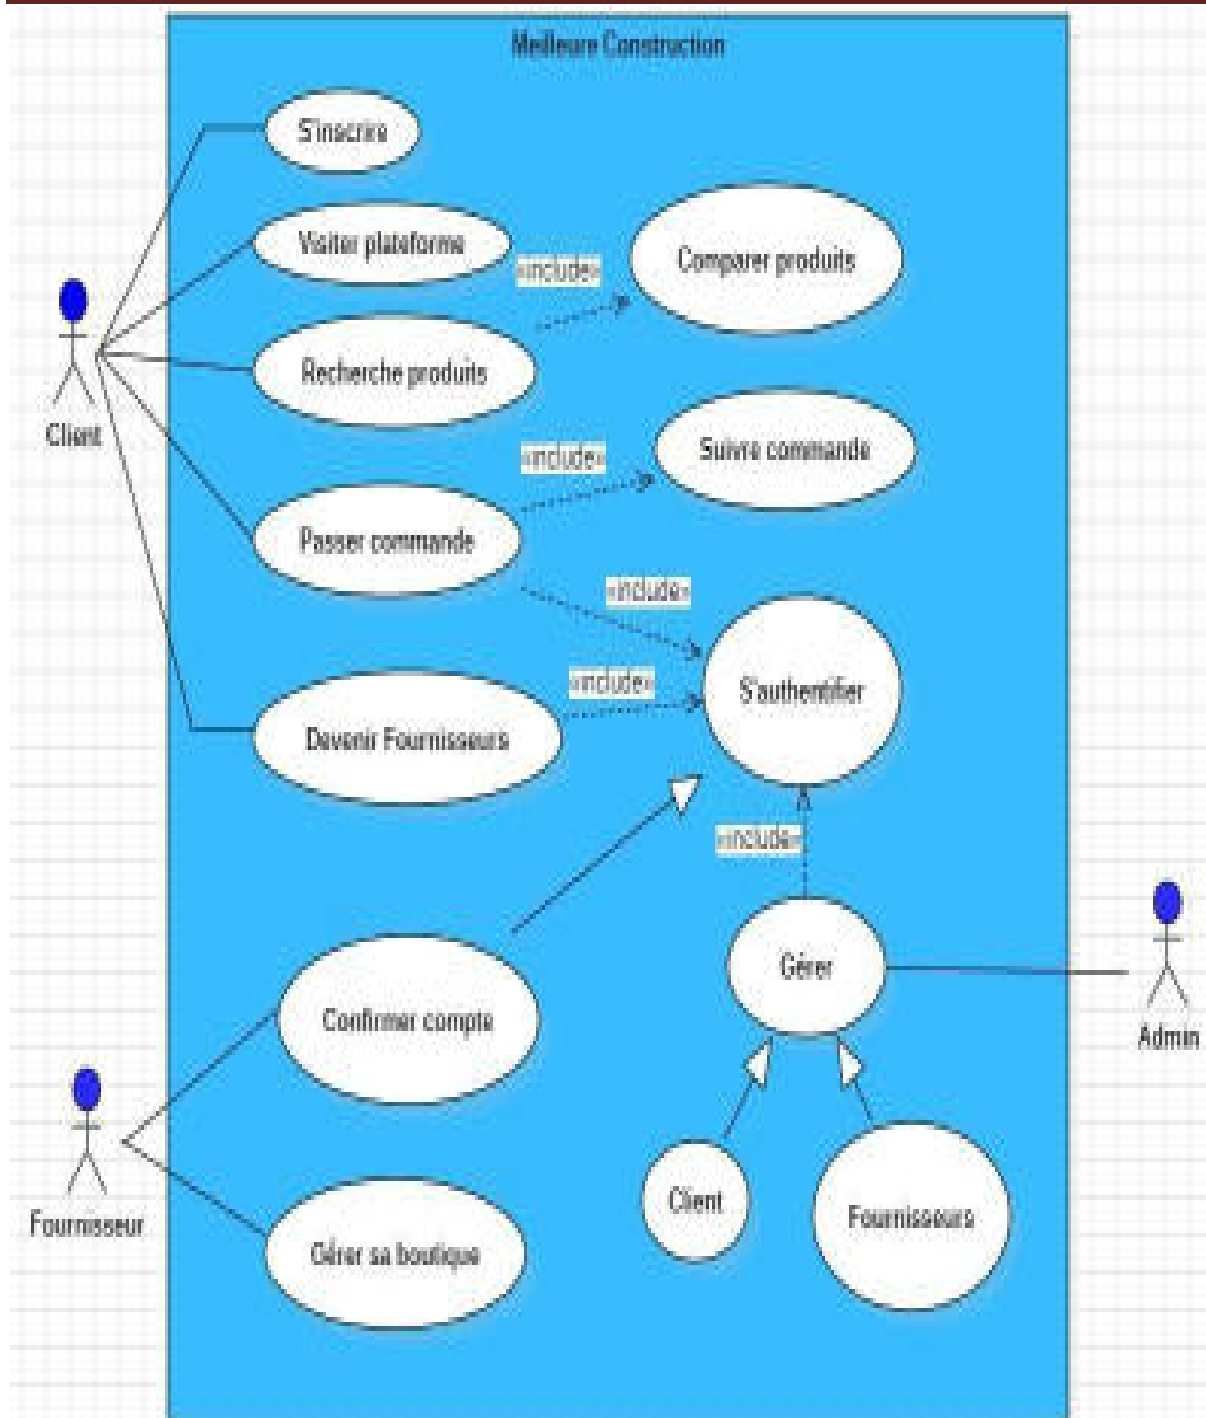 Meilleure Construction
S'inscrire
Visiter plateforme
«include»
Comparer produits
Recherche produits
Client
«include»
Suivre commande
Passer commande
«include»
«include»
S'authentifier
Devenir Fournisseurs
«include»
Gérer
Confirmer compte
Admin
Client
Fournisseurs
Fournisseur
Gérer sa boutique